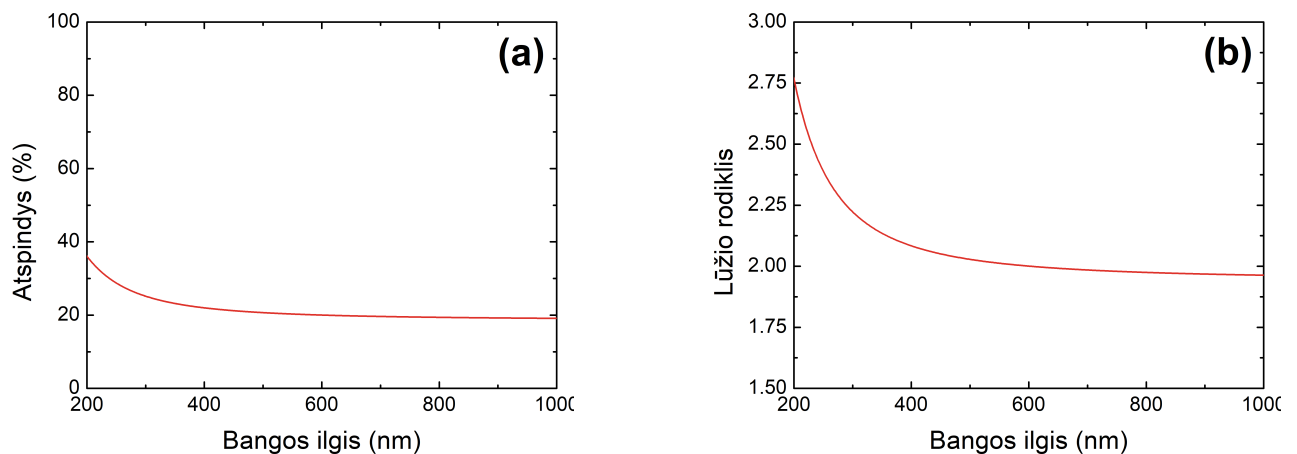 (a)
Atspindys (%)
100
80
60
40
20
0
200 400 600 800 1000
Bangos ilgis (nm)
(b)
Lūžio rodiklis
3.00
2.75
2.50
2.25
2.00
1.75
1.50
200 400 600 800 1000
Bangos ilgis (nm)